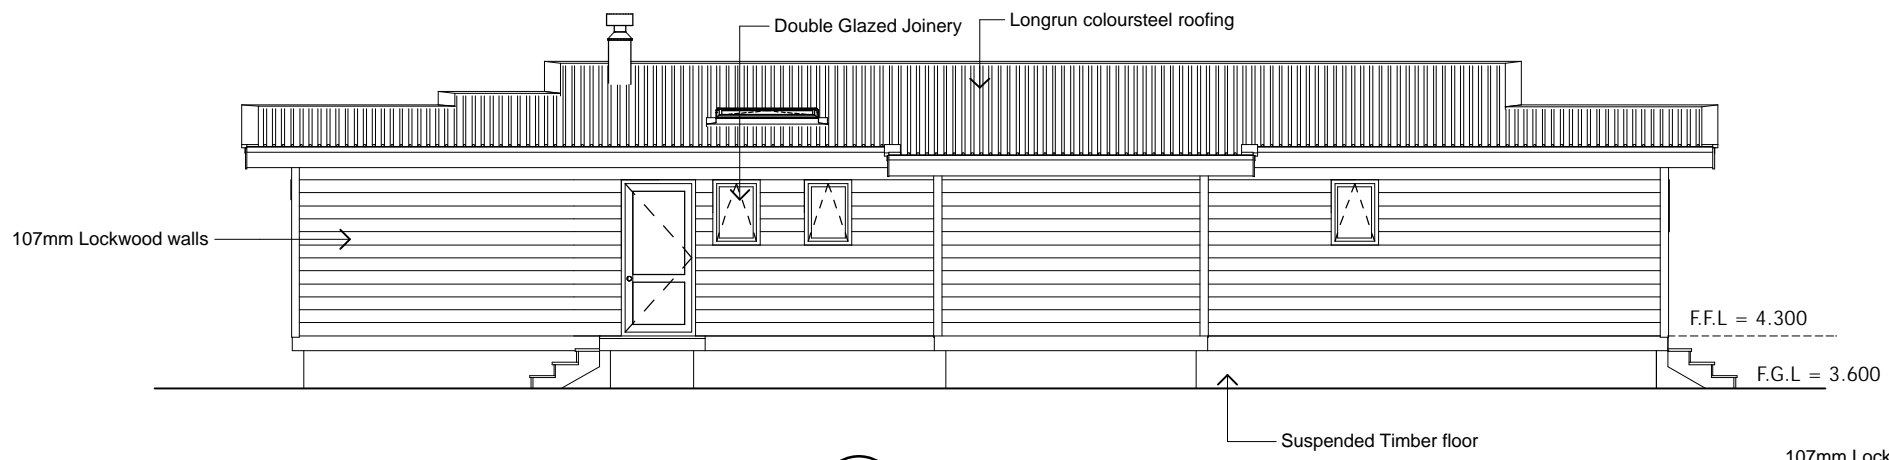 Double Glazed Joinery
Longrun coloursteel roofing
107mm Lockwood walls
F.F.L = 4.300
F.G.L = 3.600
Suspended Timber floor
107mm Lock